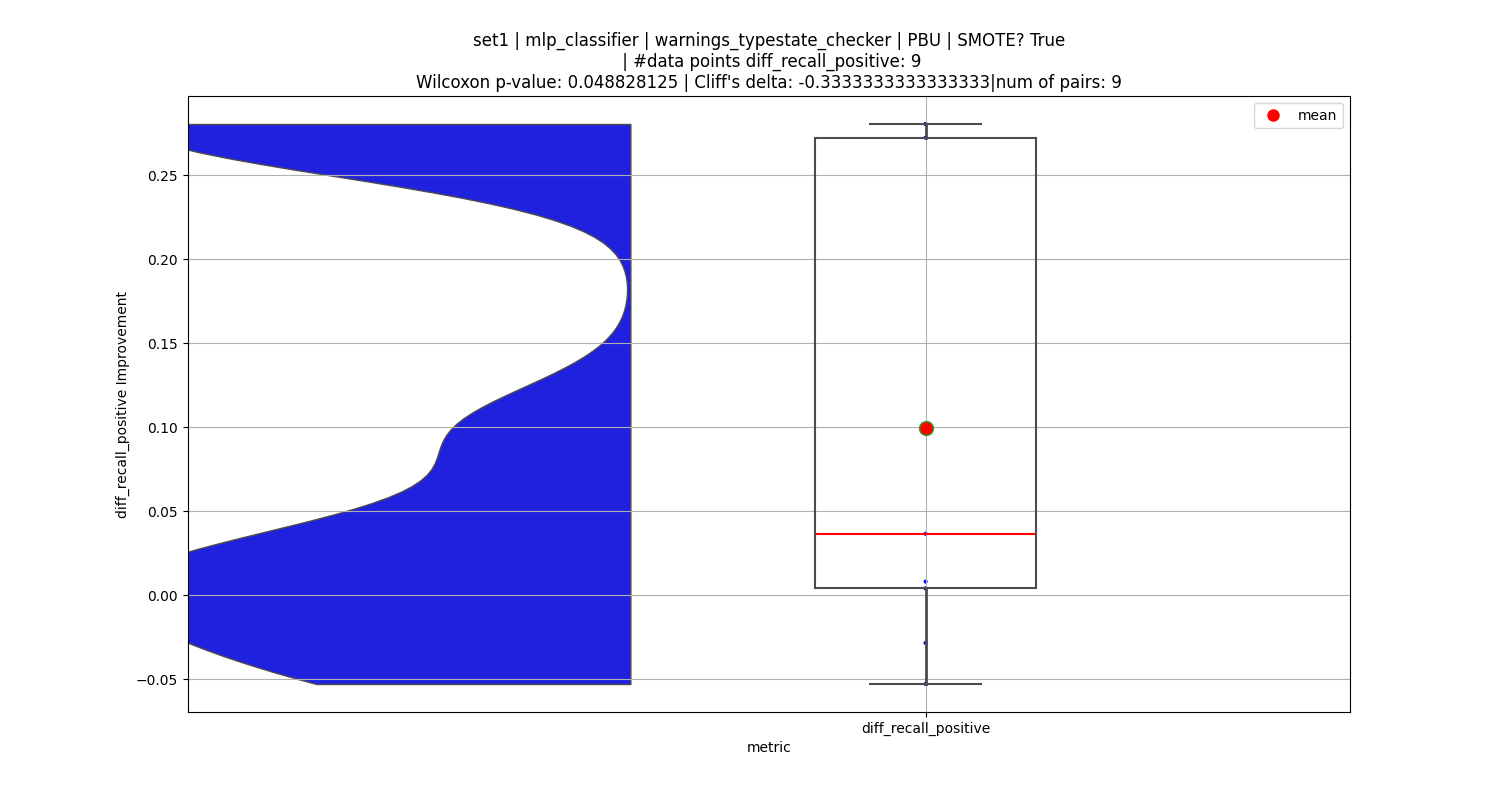 set1 | mlp_classifier | warnings_typestate_checker | PBU | SMOTE? True
| #data points diff_recall_positive: 9
Wilcoxon p-value: 0.048828125 | Cliff's delta: -0.3333333333333333|num of pairs: 9
mean
0.25
0.20
0.15
0.10
0.05
0.00
−0.05
diff_recall_positive Improvement
diff_recall_positive
metric